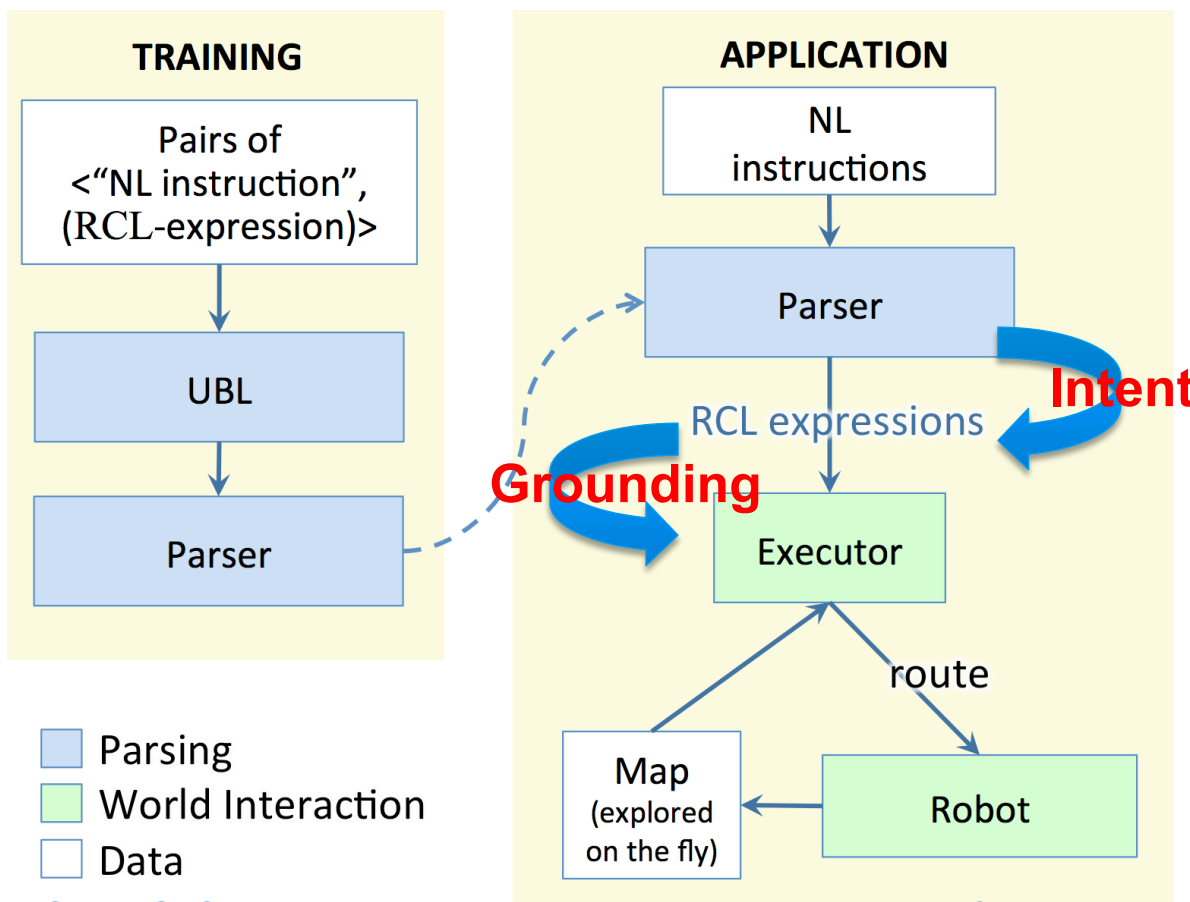 TRAINING
Pairs of
<“NL instruction”,
(RCL-expression)>
UBL
Parser
Parsing
World Interaction
Data
APPLICATION
NL
instructions
Parser
Intent
RCL expressions
Grounding
Executor
route
Map
(explored
on the fly)
Robot